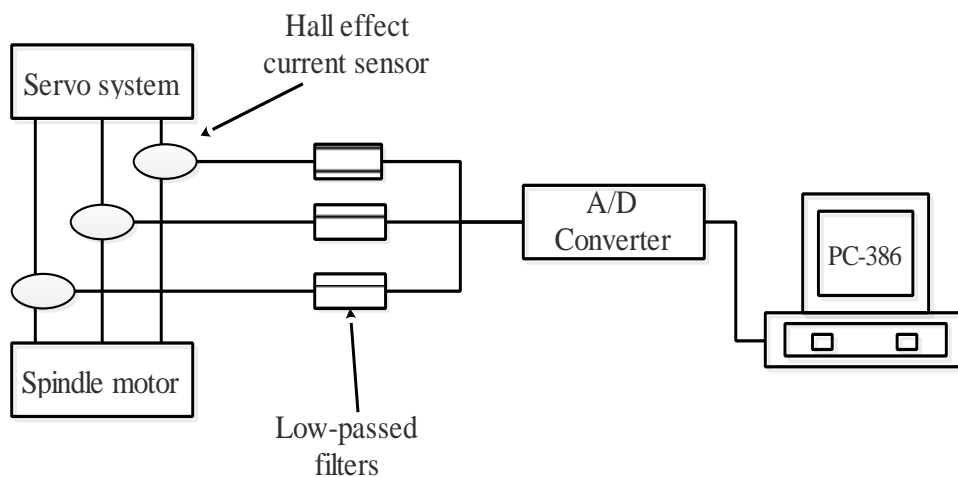 Hall effect
current sensor
Servo system
A/D
Converter
PC-386
Spindle motor
Low-passed
filters